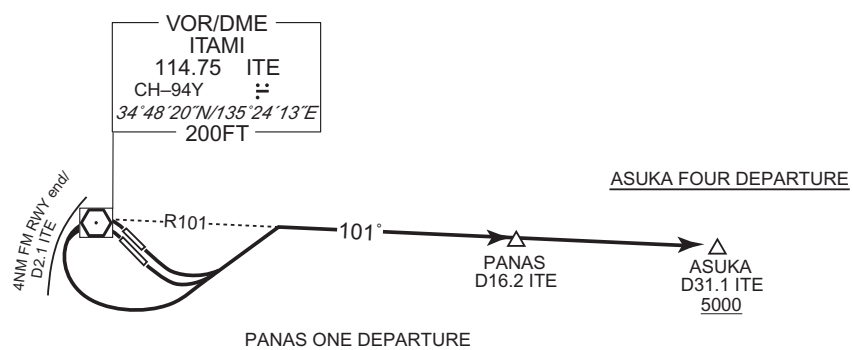 VOR/DME
ITAMI
114.75 ITE
CH–94Y
34°48´20˝N/135°24´13˝E
200FT
ASUKA FOUR DEPARTURE
4NM FM RWY end/
D2.1 ITE
R101
101°
PANAS
D16.2 ITE
ASUKA
D31.1 ITE
5000
PANAS ONE DEPARTURE